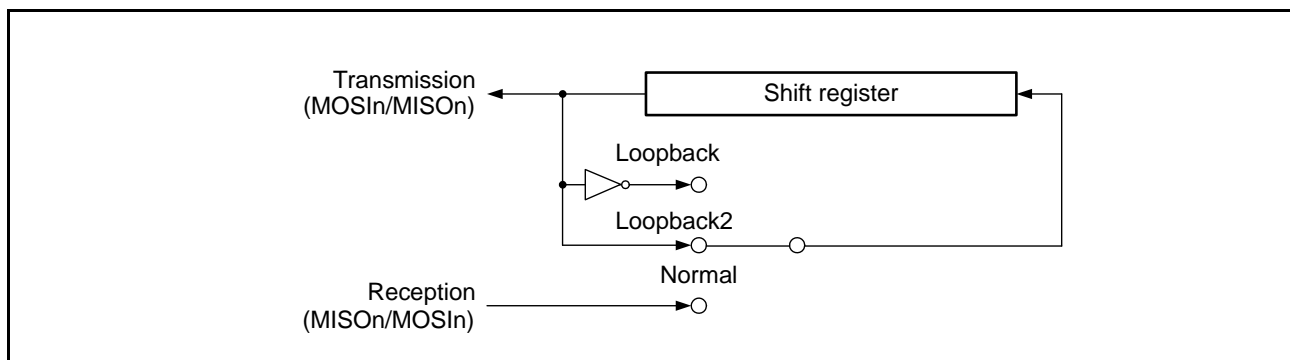 Transmission
(MOSIn/MISOn)
Shift register
Loopback
Loopback2
Normal
Reception
(MISOn/MOSIn)